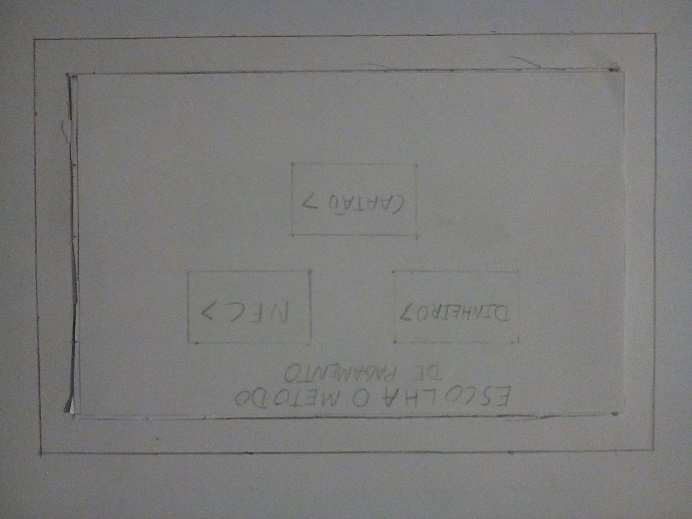 ESCOLHA O METODO
DE PAGAMENTO
DINHEIRO >
NFC >
CARTÃO >